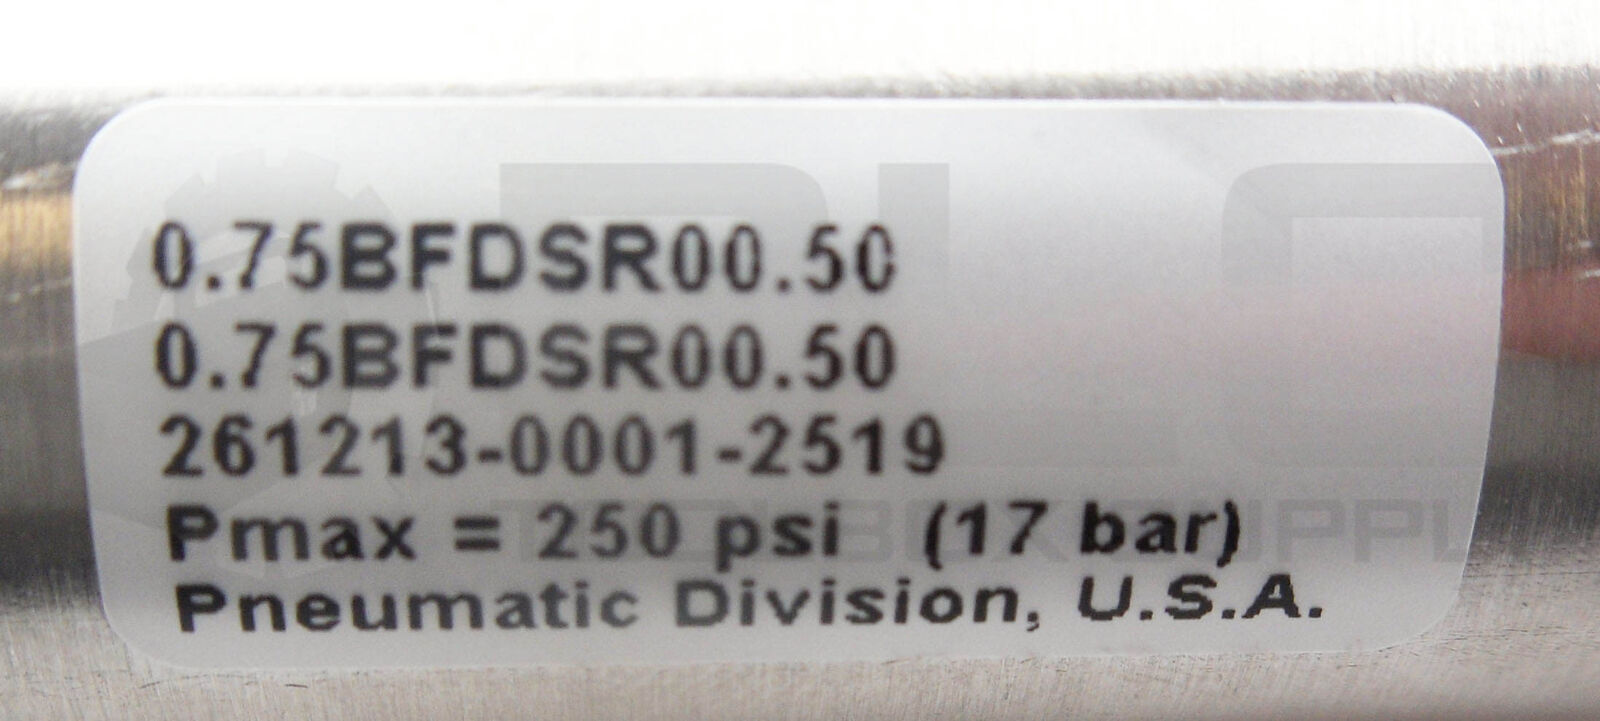 0.75BFDSR00.50
0.75BFDSR00.50
261213-0001-2519
Pmax = 250 psi (17 bar)
Pneumatic Division, U.S.A.